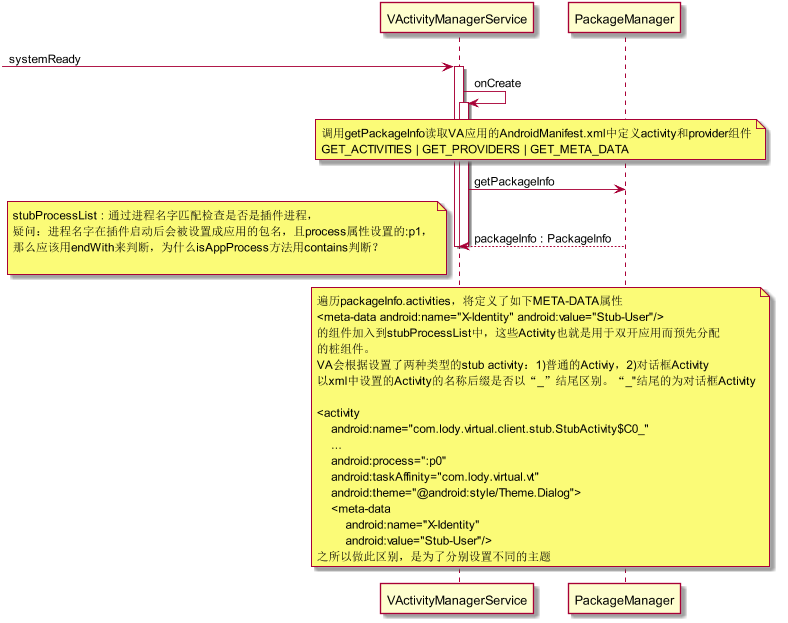 VActivityManagerService
PackageManager
systemReady
onCreate
调用getPackageInfo读取VA应用的AndroidManifest.xml中定义activity和provider组件
GET_ACTIVITIES | GET_PROVIDERS | GET_META_DATA
getPackageInfo
stubProcessList：通过进程名字匹配检查是否是插件进程，
疑问：进程名字在插件启动后会被设置成应用的包名，且process属性设置的:p1，
那么应该用endWith来判断，为什么isAppProcess方法用contains判断？
packageInfo : PackageInfo
遍历packageInfo.activities，将定义了如下META-DATA属性
<meta-data android:name="X-Identity" android:value="Stub-User"/>
的组件加入到stubProcessList中，这些Activity也就是用于双开应用而预先分配
的桩组件。
VA会根据设置了两种类型的stub activity：1)普通的Activiy，2)对话框Activity
以xml中设置的Activity的名称后缀是否以“_”结尾区别。“_"结尾的为对话框Activity
<activity
android:name="com.lody.virtual.client.stub.StubActivity$C0_"
...
android:process=":p0"
android:taskAffinity="com.lody.virtual.vt"
android:theme="@android:style/Theme.Dialog">
<meta-data
android:name="X-Identity"
android:value="Stub-User"/>
之所以做此区别，是为了分别设置不同的主题
VActivityManagerService
PackageManager